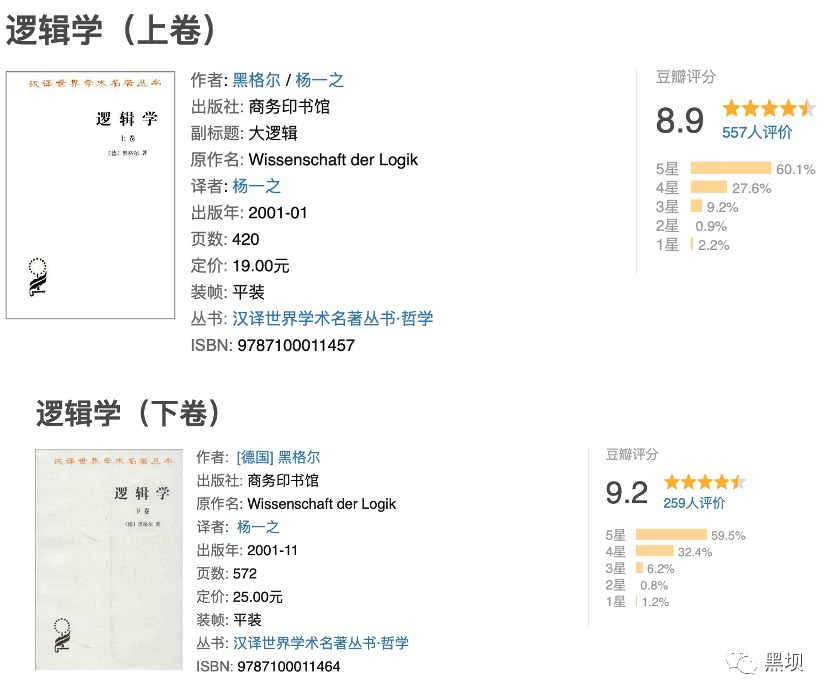 逻辑学（上卷）
汉译世界学术名著丛书
逻辑学
上卷
〔德〕黑格尔 著
作者: 黑格尔 / 杨一之
出版社: 商务印书馆
副标题: 大逻辑
原作名: Wissenschaft der Logik
译者: 杨一之
出版年: 2001-01
页数: 420
定价: 19.00元
装帧: 平装
丛书: 汉译世界学术名著丛书·哲学
ISBN: 9787100011457
豆瓣评分
8.9
557人评价
5星 60.1%
4星 27.6%
3星 9.2%
2星 0.9%
1星 2.2%
逻辑学（下卷）
汉译世界学术名著丛书
逻辑学
下卷
〔德〕黑格尔 著
作者: [德国] 黑格尔
出版社: 商务印书馆
原作名: Wissenschaft der Logik
译者: 杨一之
出版年: 2001-11
页数: 572
定价: 25.00元
装帧: 平装
丛书: 汉译世界学术名著丛书·哲学
ISBN: 9787100011464
豆瓣评分
9.2
259人评价
5星 59.5%
4星 32.4%
3星 6.2%
2星 0.8%
1星 1.2%
黑坝